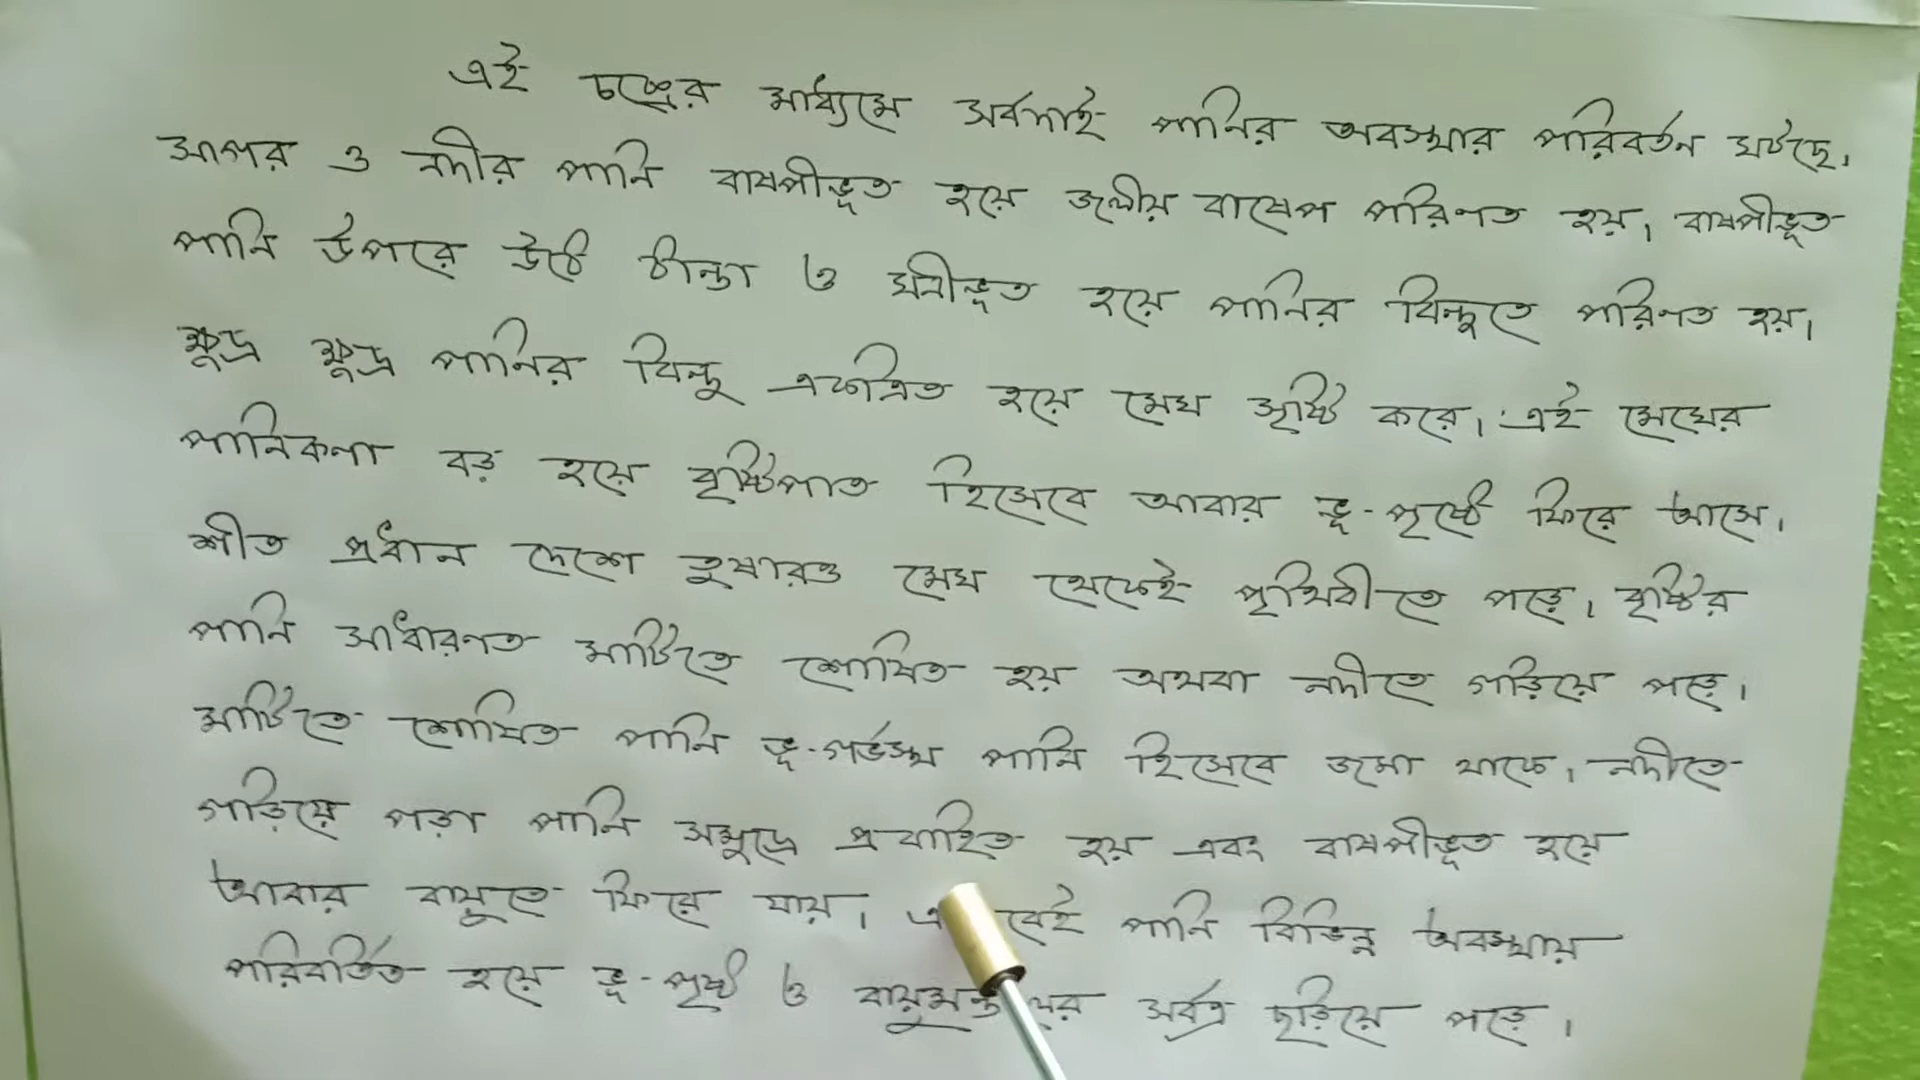 এই চক্রের মাধ্যমে সর্বদাই পানির অবস্থার পরিবর্তন ঘটছে।
সাগর ও নদীর পানি বাষ্পীভূত হয়ে জলীয় বাষ্পে পরিণত হয়। বাষ্পীভূত
পানি উপরে উঠে ঠান্ডা ও ঘনীভূত হয়ে পানির বিন্দুতে পরিণত হয়।
ক্ষুদ্র ক্ষুদ্র পানির বিন্দু একত্রিত হয়ে মেঘ সৃষ্টি করে। এই মেঘের
পানিকণা বড় হয়ে বৃষ্টিপাত হিসেবে আবার ভূ-পৃষ্ঠে ফিরে আসে।
শীত প্রধান দেশে তুষারও মেঘ থেকেই পৃথিবীতে পড়ে। বৃষ্টির
পানি সাধারণত মাটিতে শোষিত হয় অথবা নদীতে গড়িয়ে পড়ে।
মাটিতে শোষিত পানি ভূ-গর্ভস্থ পানি হিসেবে জমা থাকে। নদীতে
গড়িয়ে পড়া পানি সমুদ্রে প্রবাহিত হয় এবং বাষ্পীভূত হয়ে
আবার বায়ুতে ফিরে যায়। পানি বিভিন্ন অবস্থায়
পরিবর্তিত হয়ে ভূ-পৃষ্ঠ ও বায়ুমন্ডলের সর্বত্র ছড়িয়ে পড়ে।